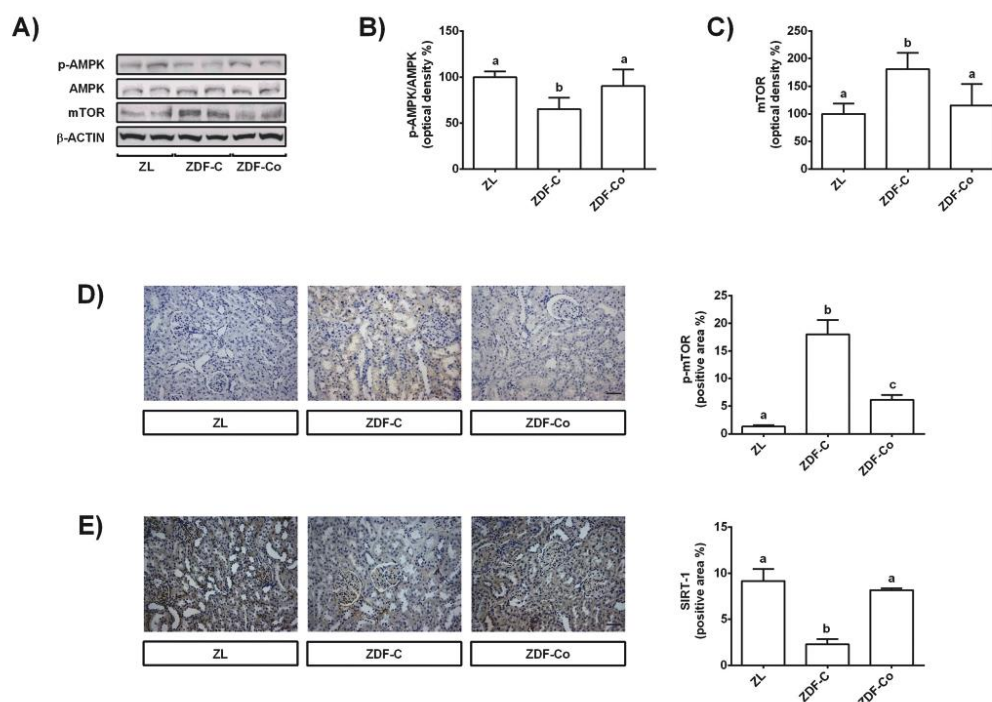 A)
p-AMPK
AMPK
mTOR
β-ACTIN
ZL ZDF-C ZDF-Co
B)
p-AMPK/AMPK
(optical density %)
150
100
50
0
a
b
a
ZL
ZDF-C
ZDF-Co
C)
mTOR
(optical density %)
250
200
150
100
50
0
a
b
a
ZL
ZDF-C
ZDF-Co
D)
ZL ZDF-C ZDF-Co
p-mTOR
(positive area %)
25
20
15
10
5
0
a
b
c
ZL
ZDF-C
ZDF-Co
E)
ZL ZDF-C ZDF-Co
SIRT-1
(positive area %)
15
10
5
0
a
b
a
ZL
ZDF-C
ZDF-Co